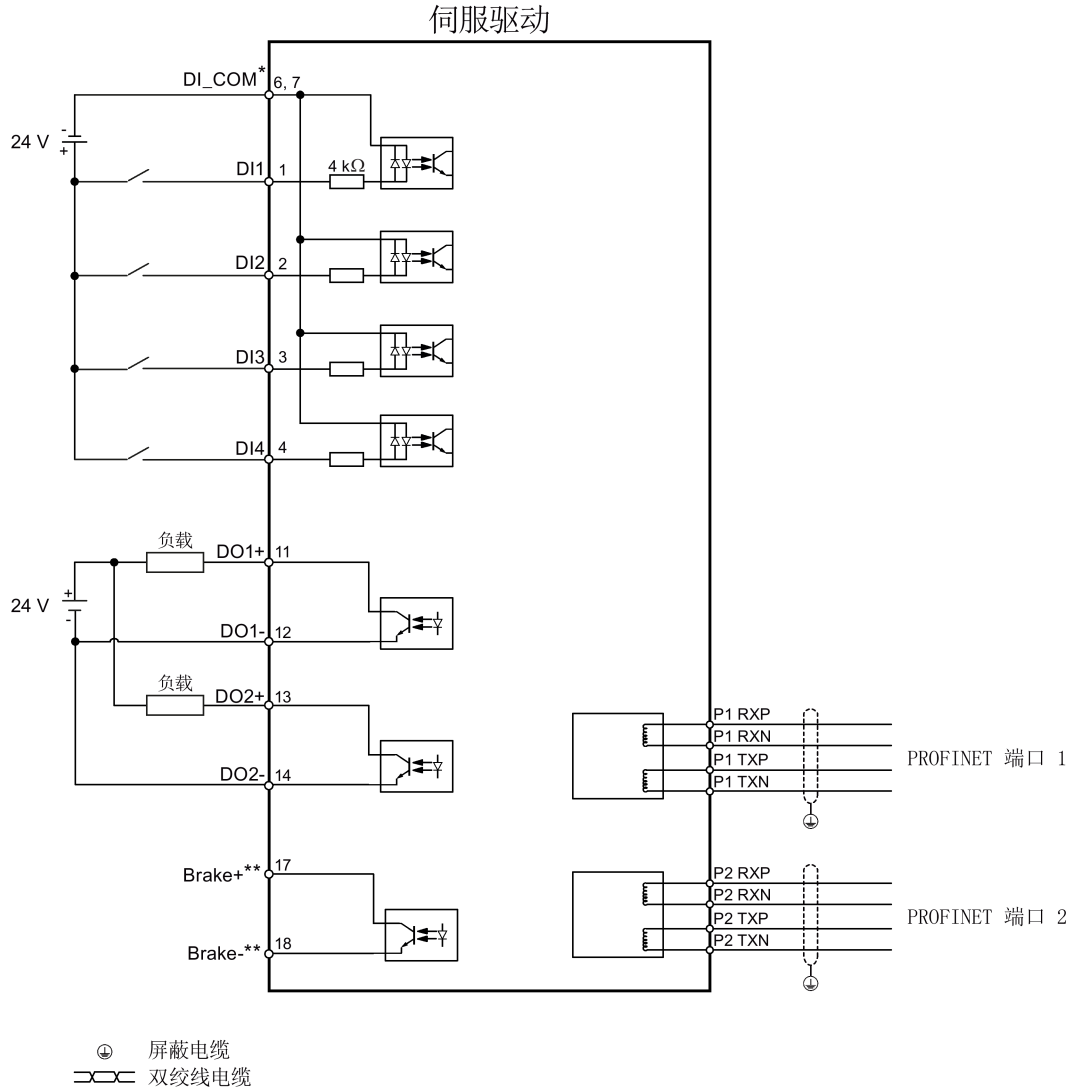 伺服驱动
DI_COM*
6, 7
24 V
-
+
DI1
1
4 kΩ
DI2
2
DI3
3
DI4
4
负载
DO1+
11
24 V
+
-
DO1-
12
负载
DO2+
13
DO2-
14
P1 RXP
P1 RXN
P1 TXP
P1 TXN
PROFINET 端口 1
Brake+**
17
Brake-**
18
P2 RXP
P2 RXN
P2 TXP
P2 TXN
PROFINET 端口 2
屏蔽电缆
双绞线电缆